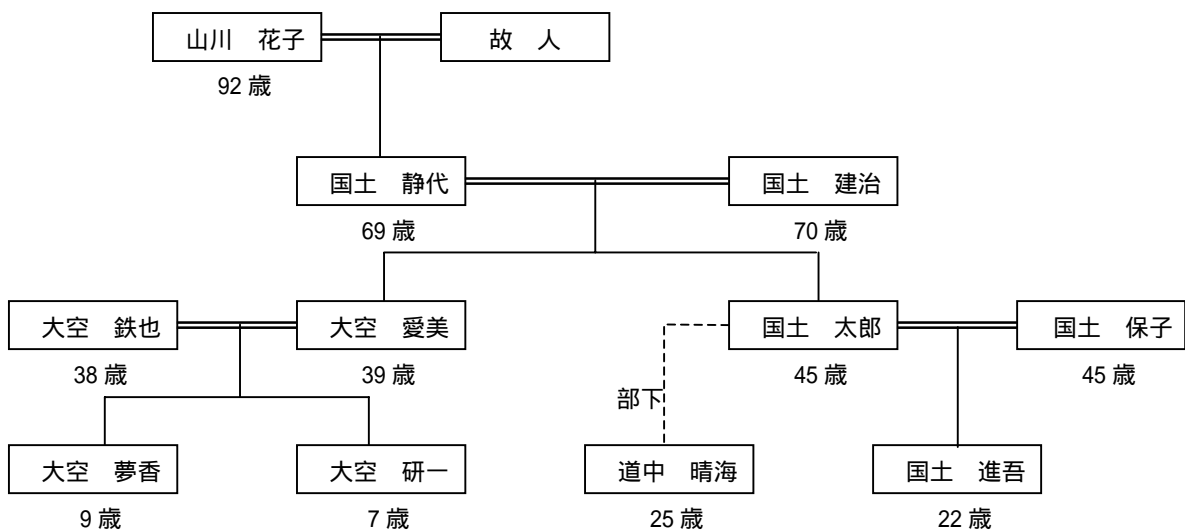 山川　花子
故　人
92 歳
国土　静代
国土　建治
69 歳
70 歳
大空　鉄也
大空　愛美
国土　太郎
国土　保子
38 歳
39 歳
45 歳
45 歳
部下
大空　夢香
大空　研一
道中　晴海
国土　進吾
9 歳
7 歳
25 歳
22 歳